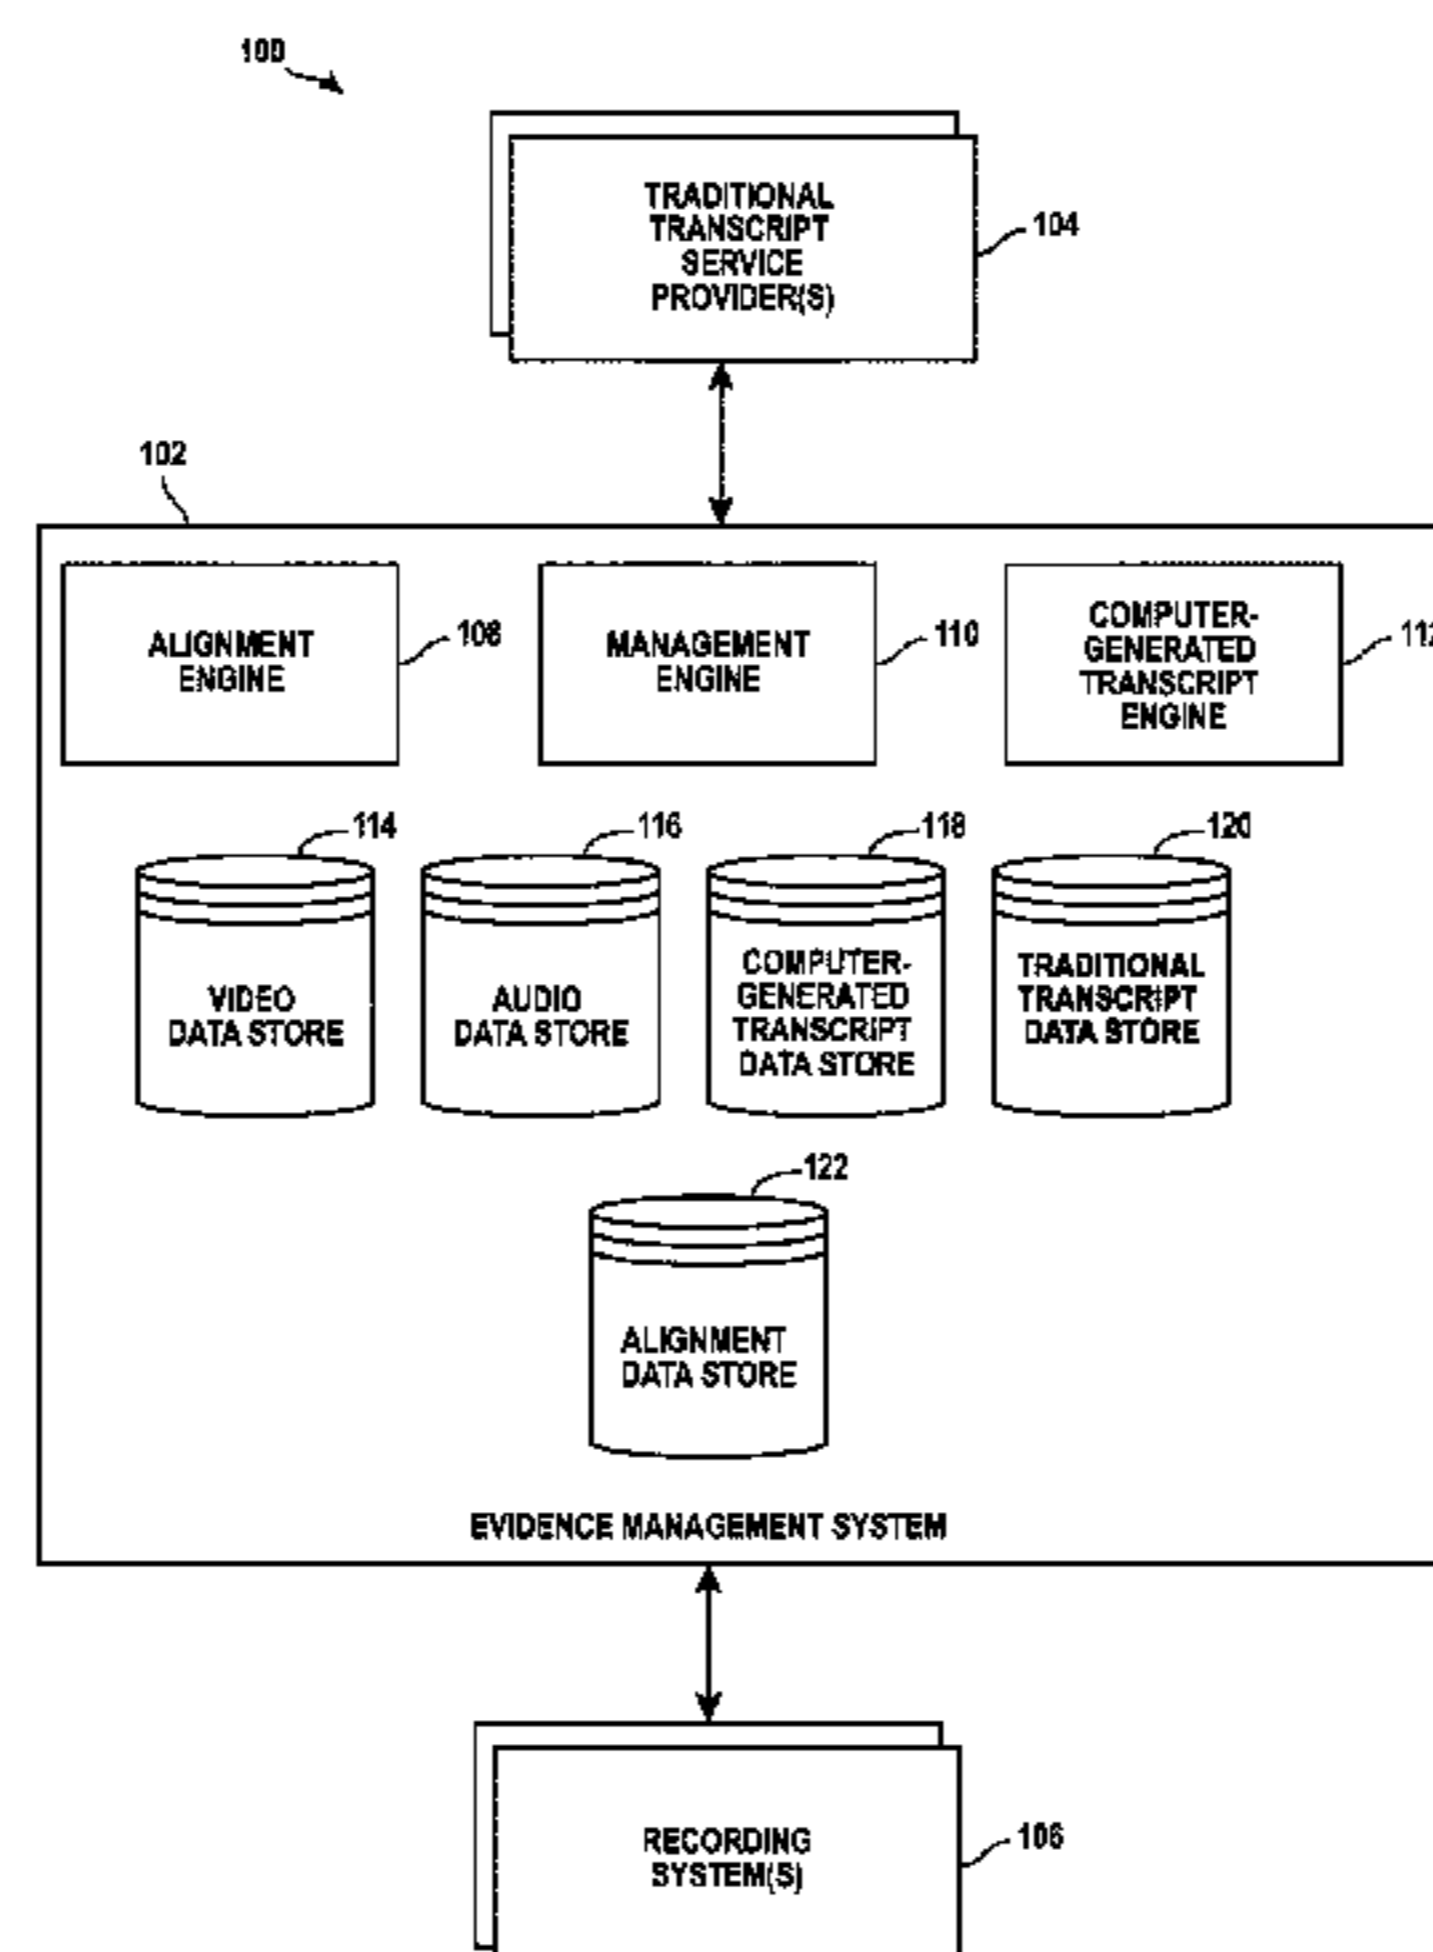 100
TRADITIONAL
TRANSCRIPT
SERVICE
PROVIDER(S)
104
102
ALIGNMENT
ENGINE
108
MANAGEMENT
ENGINE
110
COMPUTER-
GENERATED
TRANSCRIPT
ENGINE
112
114
VIDEO
DATA STORE
116
AUDIO
DATA STORE
118
COMPUTER-
GENERATED
TRANSCRIPT
DATA STORE
120
TRADITIONAL
TRANSCRIPT
DATA STORE
122
ALIGNMENT
DATA STORE
EVIDENCE MANAGEMENT SYSTEM
RECORDING
SYSTEM(S)
106